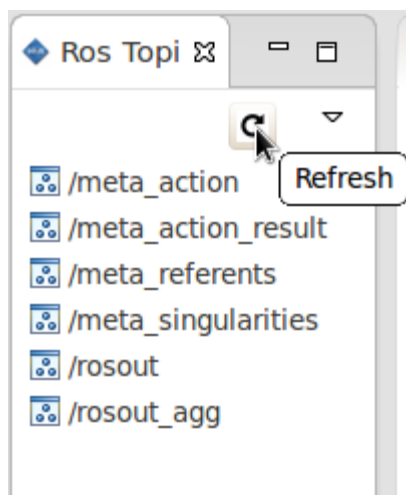 Ros Topi
Refresh
/meta_action
/meta_action_result
/meta_referents
/meta_singularities
/rosout
/rosout_agg